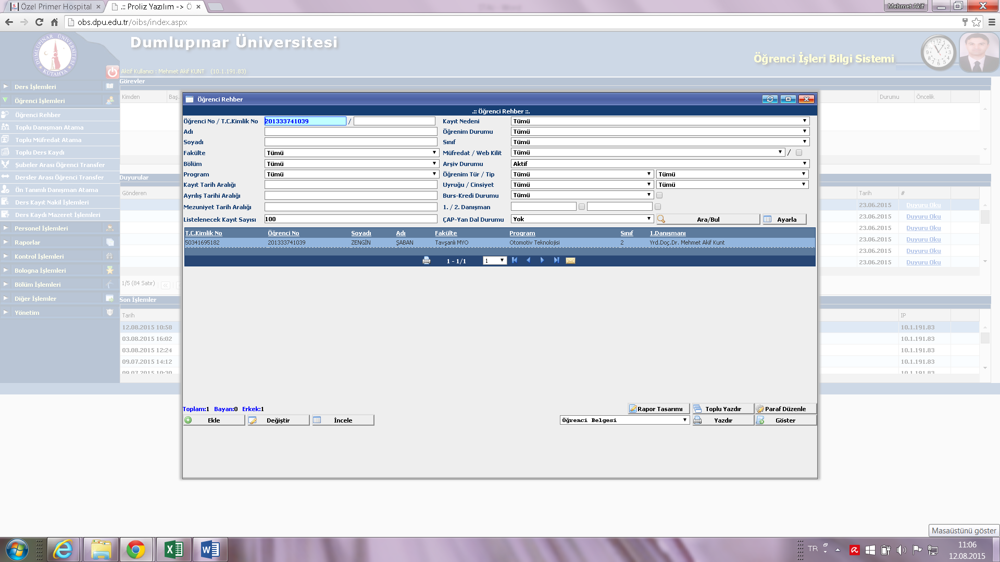 Özel Primer Hospital
.:: Proliz Yazılım -> Ö
Mehmet Akif
obs.dpu.edu.tr/oibs/index.aspx
Dumlupınar Üniversitesi
DUMLUPINAR ÜNİVERSİTESİ
KÜTAHYA
Öğrenci İşleri Bilgi Sistemi
Aktif Kullanıcı : Mehmet Akif KUNT (10.1.191.83)
Ders İşlemleri
Öğrenci İşlemleri
Öğrenci Rehber
Toplu Danışman Atama
Toplu Müfredat Atama
Toplu Ders Kaydı
Şubeler Arası Öğrenci Transfer
Dersler Arası Öğrenci Transfer
Ön Tanımlı Danışman Atama
Ders Kayıt Nakil İşlemleri
Ders Kaydı Mazeret İşlemleri
Personel İşlemleri
Raporlar
Kontrol İşlemleri
Bologna İşlemleri
Bölüm İşlemleri
Diğer İşlemler
Yönetim
Görevler
Kimden Baş. Durumu Öncelik
Duyurular
Gönderen Tarih #
23.06.2015 Duyuru Oku
23.06.2015 Duyuru Oku
23.06.2015 Duyuru Oku
23.06.2015 Duyuru Oku
23.06.2015 Duyuru Oku
23.06.2015 Duyuru Oku
1/5 (84 Satır)
Son İşlemler
Tarih IP
12.08.2015 10:58 10.1.191.83
03.08.2015 16:02 10.1.191.83
03.08.2015 12:24 10.1.191.83
09.07.2015 14:12 10.1.191.83
09.07.2015 10:30 10.1.191.83
Öğrenci Rehber
.:: Öğrenci Rehber ::.
Öğrenci No / T.C.Kimlik No 201333741039 / Kayıt Nedeni Tümü
Adı Öğrenim Durumu Tümü
Soyadı Sınıf Tümü
Fakülte Tümü Müfredat / Web Kilit Tümü /
Bölüm Tümü Arşiv Durumu Aktif
Program Tümü Öğrenim Tür / Tip Tümü Tümü
Kayıt Tarih Aralığı Uyruğu / Cinsiyet Tümü Tümü
Ayrılış Tarihi Aralığı Burs-Kredi Durumu Tümü
Mezuniyet Tarih Aralığı 1. / 2. Danışman
Listelenecek Kayıt Sayısı 100 ÇAP-Yan Dal Durumu Yok Ara/Bul Ayarla
T.C.Kimlik No Öğrenci No Soyadı Adı Fakülte Program Sınıf 1.Danışmanı
50341695182 201333741039 ZENGİN ŞABAN Tavşanlı MYO Otomotiv Teknolojisi 2 Yrd.Doç.Dr. Mehmet Akif Kunt
1 - 1/1 1
Toplam:1 Bayan:0 Erkek:1 Rapor Tasarımı Toplu Yazdır Paraf Düzenle
Ekle Değiştir İncele Öğrenci Belgesi Yazdır Göster
Masaüstünü göster
TR
11:06
12.08.2015